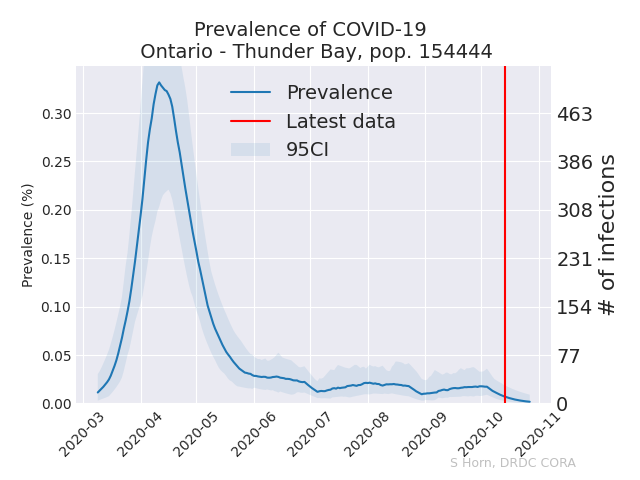 Prevalence of COVID-19
Ontario - Thunder Bay, pop. 154444
Prevalence
Latest data
95CI
Prevalence (%)
0.30
0.25
0.20
0.15
0.10
0.05
0.00
463
386
308
231
154
77
0
# of infections
2020-03
2020-04
2020-05
2020-06
2020-07
2020-08
2020-09
2020-10
2020-11
S Horn, DRDC CORA